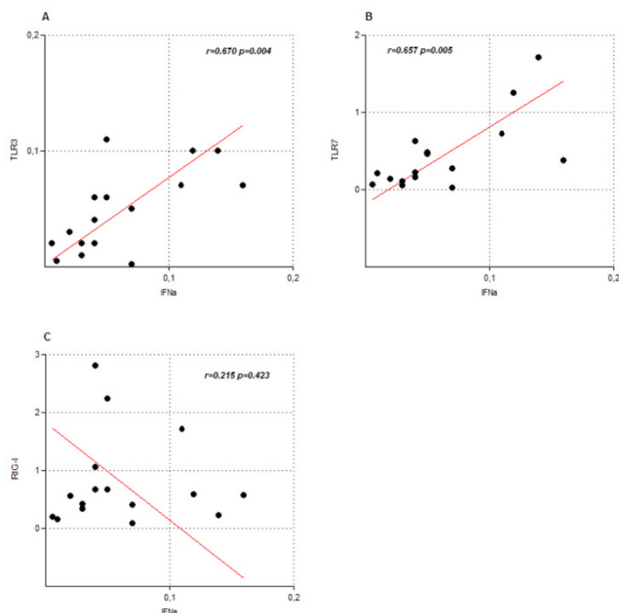 A
0,2
r=0.670 p=0.004
TLR3
0,1
0,1
0,2
IFNa
B
2
r=0.657 p=0.005
TLR7
1
0
0,1
0,2
IFNa
C
3
r=0.215 p=0.423
2
RIG-I
1
0
0,1
0,2
IFNa